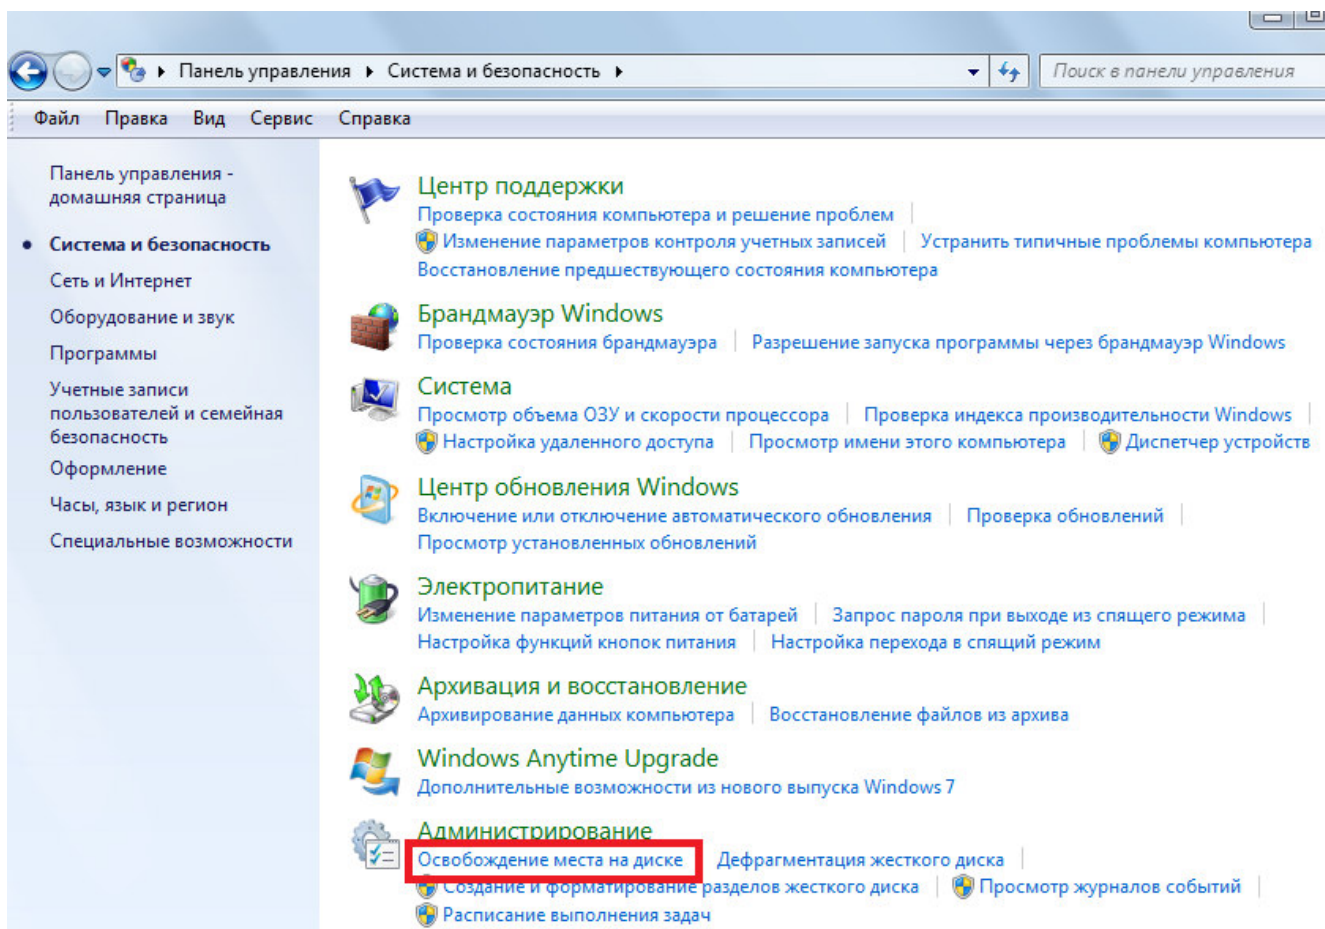 Панель управления Система и безопасность Поиск в панели управления
Файл Правка Вид Сервис Справка
Панель управления -
домашняя страница
Система и безопасность
Сеть и Интернет
Оборудование и звук
Программы
Учетные записи
пользователей и семейная
безопасность
Оформление
Часы, язык и регион
Специальные возможности
Центр поддержки
Проверка состояния компьютера и решение проблем
Изменение параметров контроля учетных записей Устранить типичные проблемы компьютера
Восстановление предшествующего состояния компьютера
Брандмауэр Windows
Проверка состояния брандмауэра Разрешение запуска программы через брандмауэр Windows
Система
Просмотр объема ОЗУ и скорости процессора Проверка индекса производительности Windows
Настройка удаленного доступа Просмотр имени этого компьютера Диспетчер устройств
Центр обновления Windows
Включение или отключение автоматического обновления Проверка обновлений
Просмотр установленных обновлений
Электропитание
Изменение параметров питания от батарей Запрос пароля при выходе из спящего режима
Настройка функций кнопок питания Настройка перехода в спящий режим
Архивация и восстановление
Архивирование данных компьютера Восстановление файлов из архива
Windows Anytime Upgrade
Дополнительные возможности из нового выпуска Windows 7
Администрирование
Освобождение места на диске Дефрагментация жесткого диска
Создание и форматирование разделов жесткого диска Просмотр журналов событий
Расписание выполнения задач